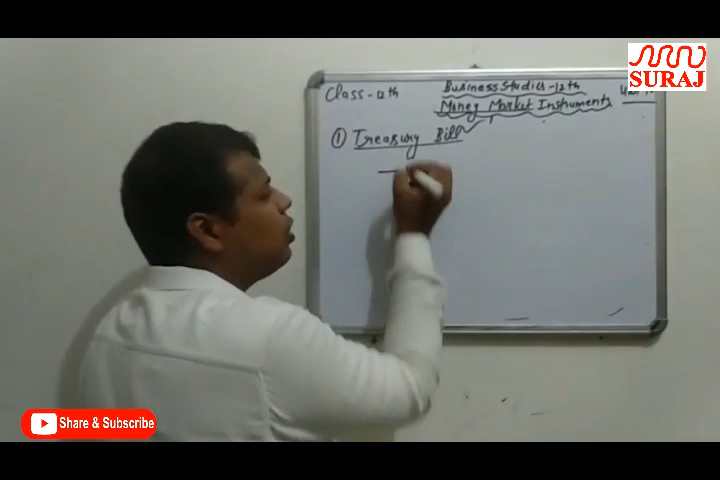 SURAJ
Class - 12th
Business Studies - 12th
Money Market Instruments
① Treasury Bill
Share & Subscribe